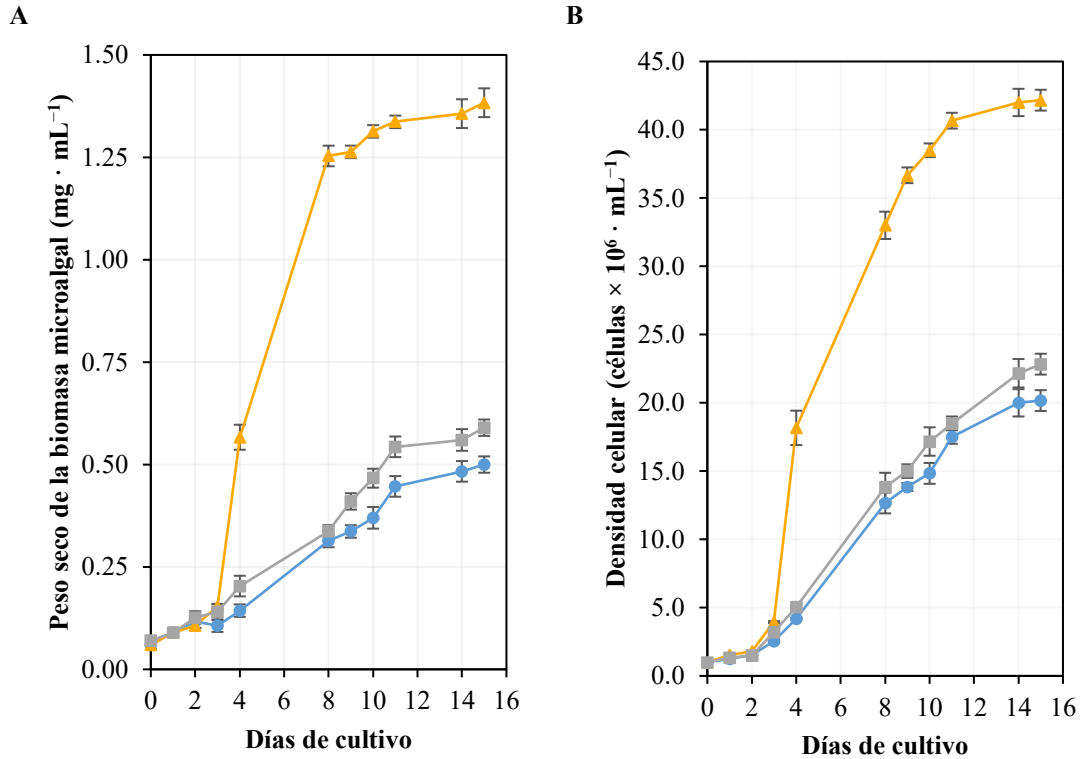 A
Peso seco de la biomasa microalgal (mg · mL⁻¹)
1.50
1.25
1.00
0.75
0.50
0.25
0.00
0 2 4 6 8 10 12 14 16
Días de cultivo
B
Densidad celular (células × 10⁶ · mL⁻¹)
45.0
40.0
35.0
30.0
25.0
20.0
15.0
10.0
5.0
0.0
0 2 4 6 8 10 12 14 16
Días de cultivo